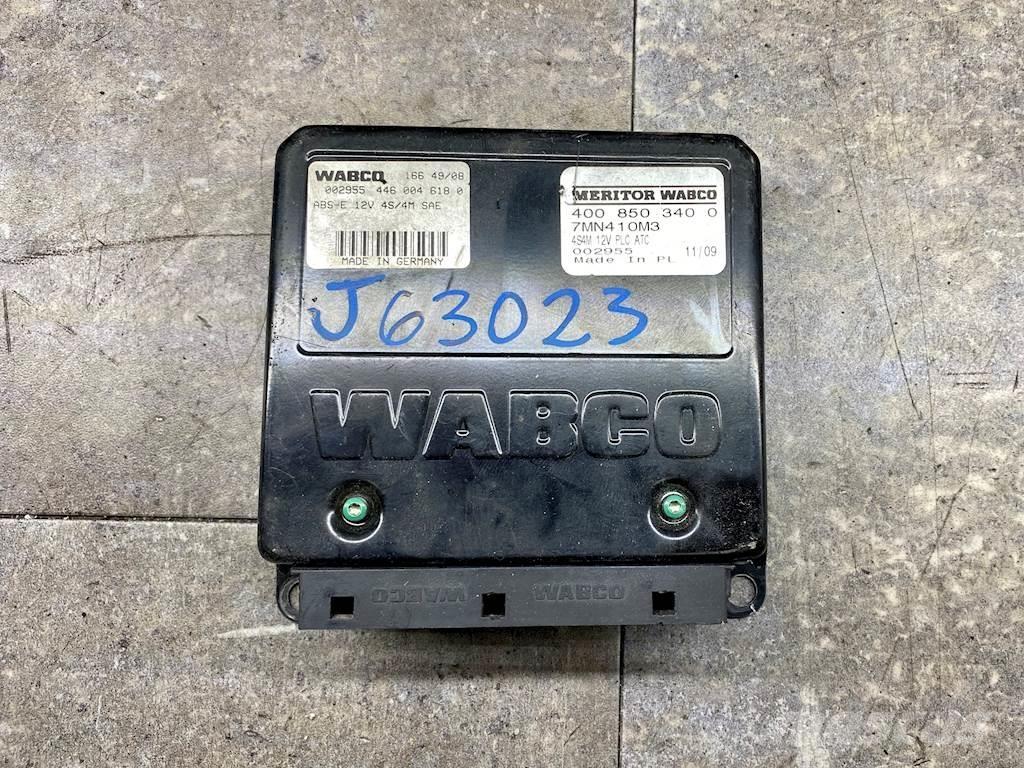 WABCO 166 49/08
002955 446 004 618 0
ABS-E 12V 4S/4M SAE
MADE IN GERMANY
MERITOR WABCO
400 850 340 0
7MN410M3
4S4M 12V PLC ATC
002955 11/09
Made In PL
J63023
WABCO
WABCO WABCO